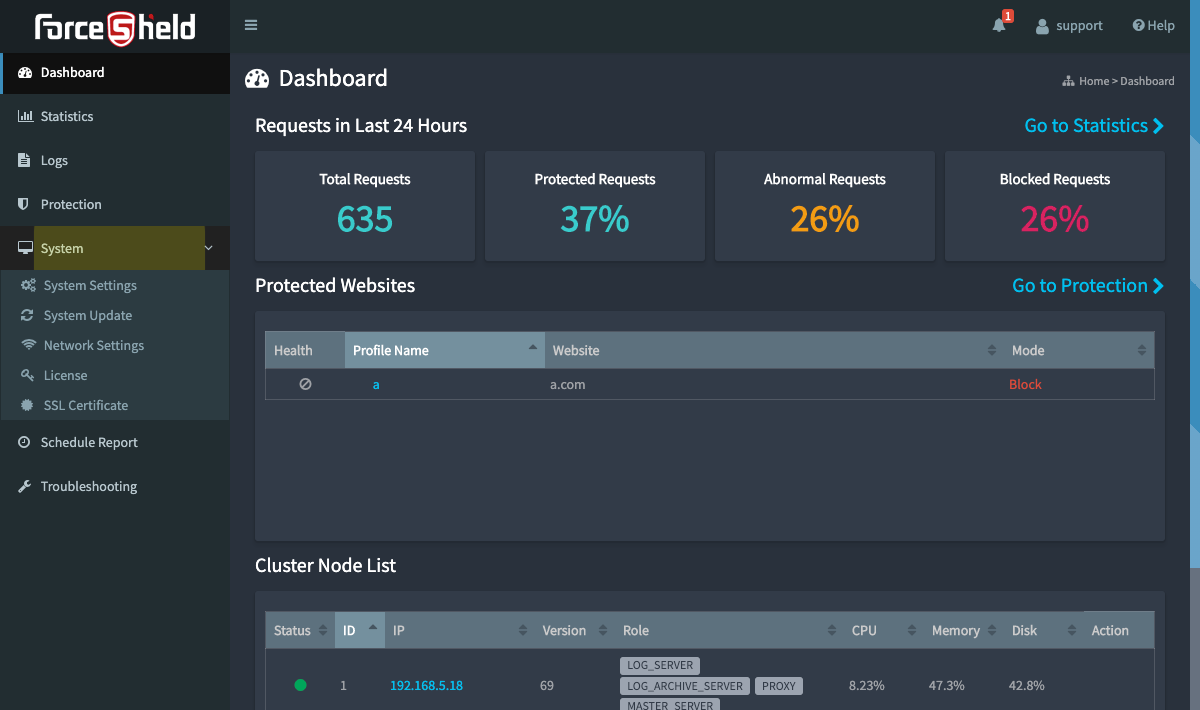 ForceShield
1
support
Help
Dashboard
Statistics
Logs
Protection
System
System Settings
System Update
Network Settings
License
SSL Certificate
Schedule Report
Troubleshooting
Dashboard
Home > Dashboard
Requests in Last 24 Hours
Go to Statistics
Total Requests
635
Protected Requests
37%
Abnormal Requests
26%
Blocked Requests
26%
Protected Websites
Go to Protection
Health Profile Name Website Mode
a a.com Block
Cluster Node List
Status ID IP Version Role CPU Memory Disk Action
LOG_SERVER
1 192.168.5.18 69 LOG_ARCHIVE_SERVER PROXY 8.23% 47.3% 42.8%
MASTER_SERVER